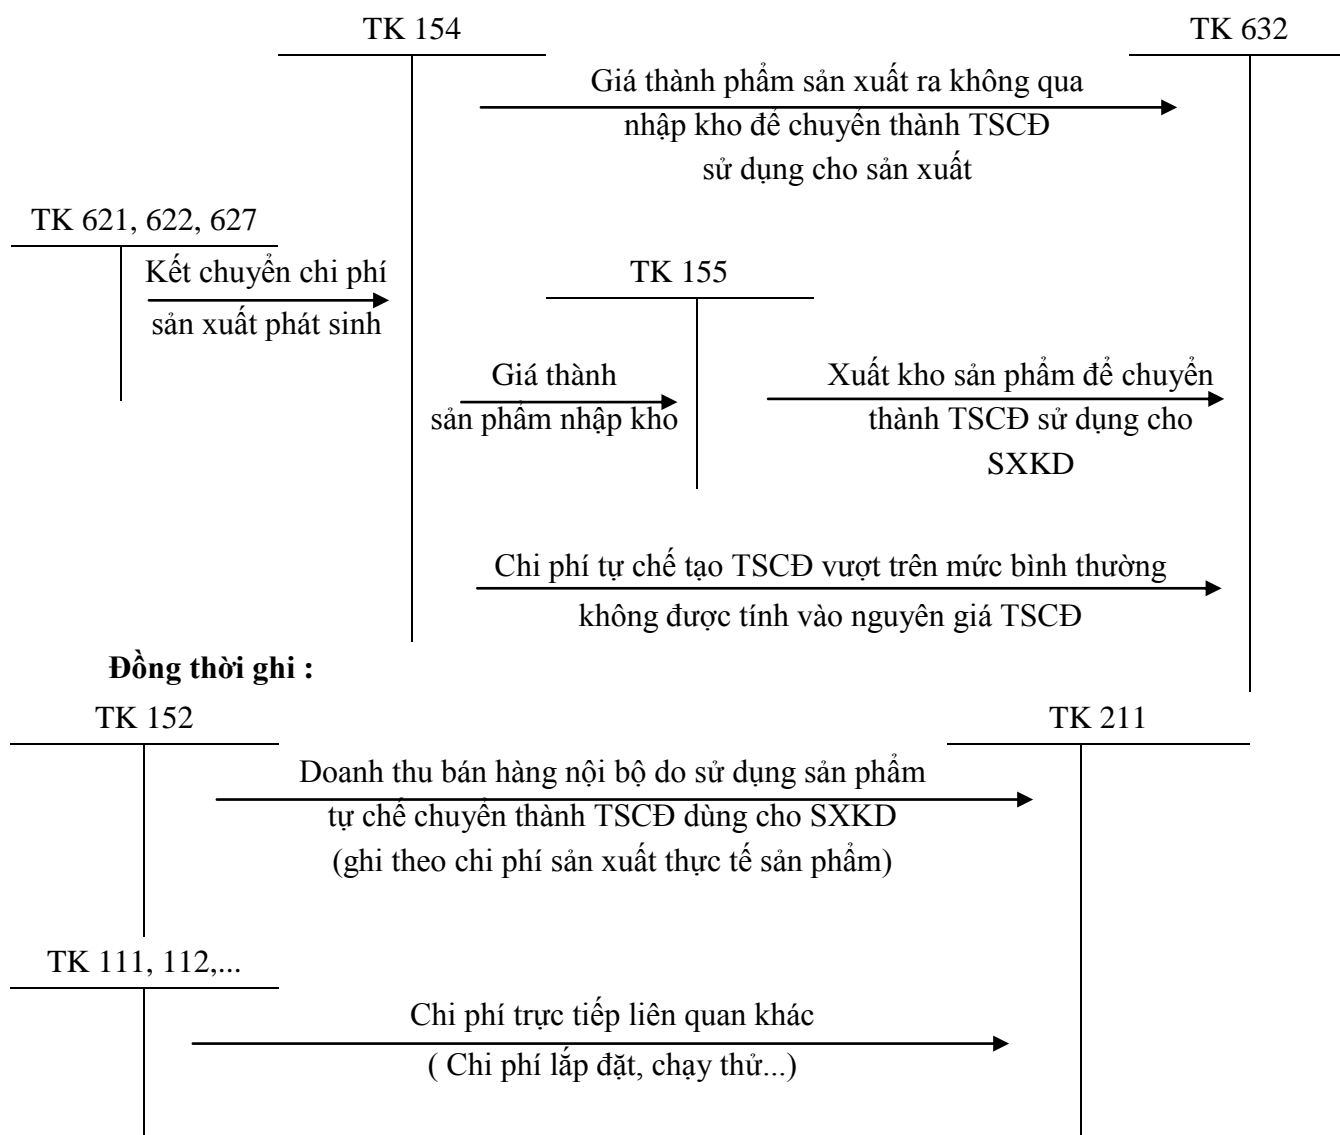 TK 154
TK 632
Giá thành phẩm sản xuất ra không qua
nhập kho để chuyển thành TSCĐ
sử dụng cho sản xuất
TK 621, 622, 627
Kết chuyển chi phí
sản xuất phát sinh
TK 155
Giá thành
sản phẩm nhập kho
Xuất kho sản phẩm để chuyển
thành TSCĐ sử dụng cho
SXKD
Chi phí tự chế tạo TSCĐ vượt trên mức bình thường
không được tính vào nguyên giá TSCĐ
Đồng thời ghi :
TK 152
TK 211
Doanh thu bán hàng nội bộ do sử dụng sản phẩm
tự chế chuyển thành TSCĐ dùng cho SXKD
(ghi theo chi phí sản xuất thực tế sản phẩm)
TK 111, 112,...
Chi phí trực tiếp liên quan khác
( Chi phí lắp đặt, chạy thử...)